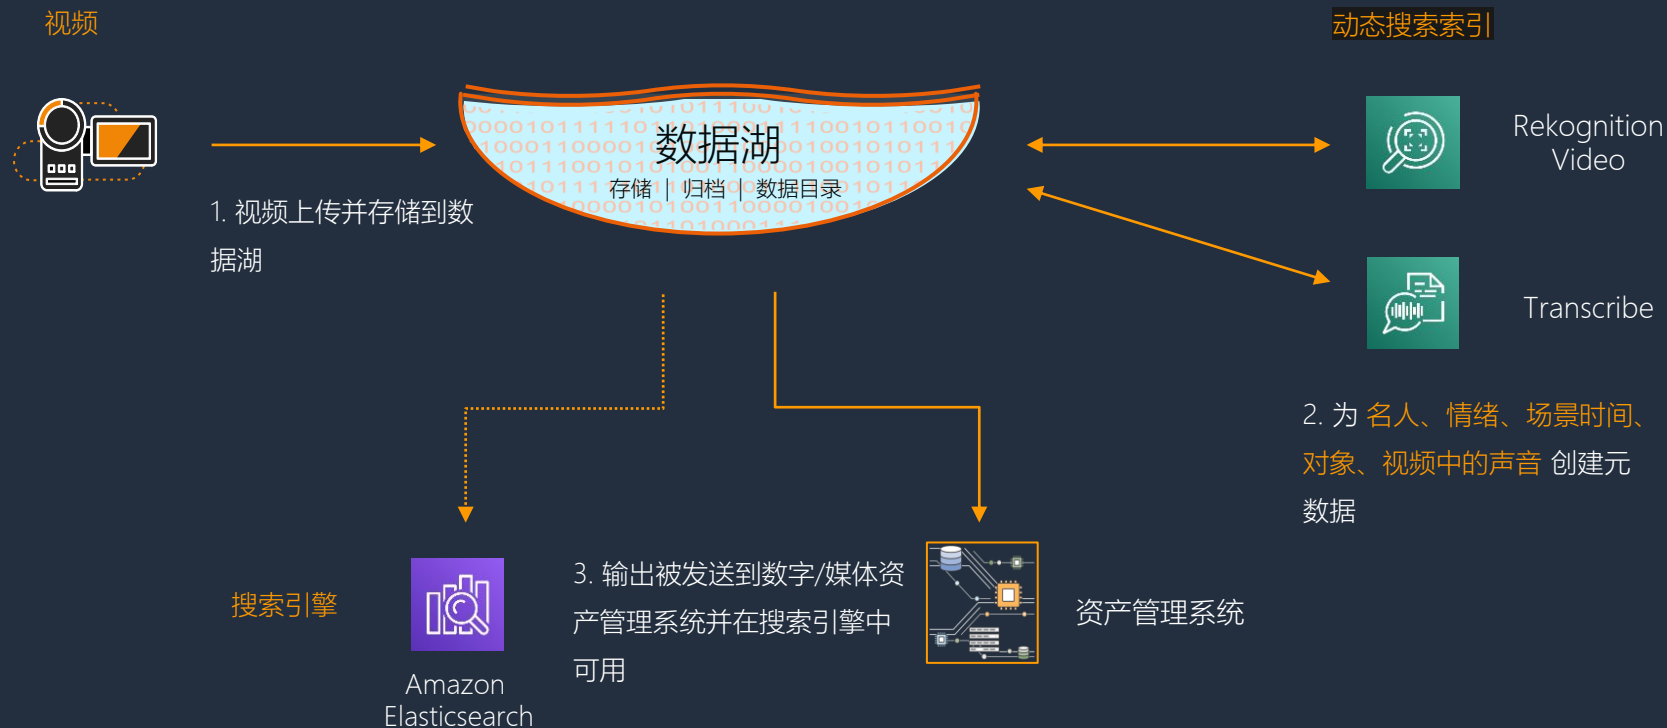 视频
动态搜索索引
数据湖
存储 | 归档 | 数据目录
Rekognition
Video
1. 视频上传并存储到数
据湖
Transcribe
2. 为 名人、情绪、场景时间、
对象、视频中的声音 创建元
数据
搜索引擎
Amazon
Elasticsearch
3. 输出被发送到数字/媒体资
产管理系统并在搜索引擎中
可用
资产管理系统